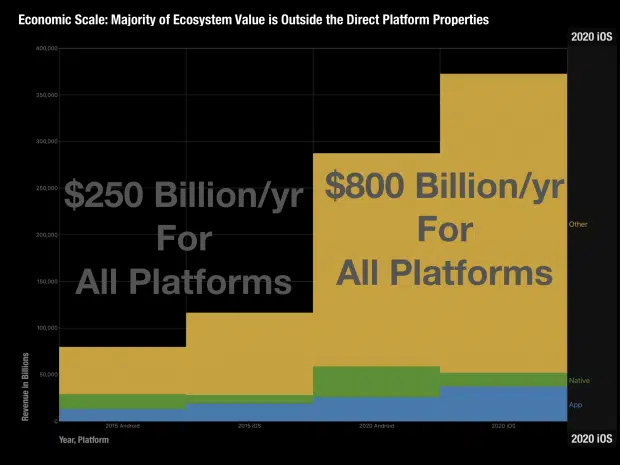 Economic Scale: Majority of Ecosystem Value is Outside the Direct Platform Properties
2020 iOS
400,000
350,000
300,000
250,000
200,000
150,000
100,000
50,000
0
$250 Billion/yr
For
All Platforms
$800 Billion/yr
For
All Platforms
Other
Native
App
Revenue in Billions
2015 Android
2015 iOS
2020 Android
2020 iOS
Year, Platform
2020 iOS